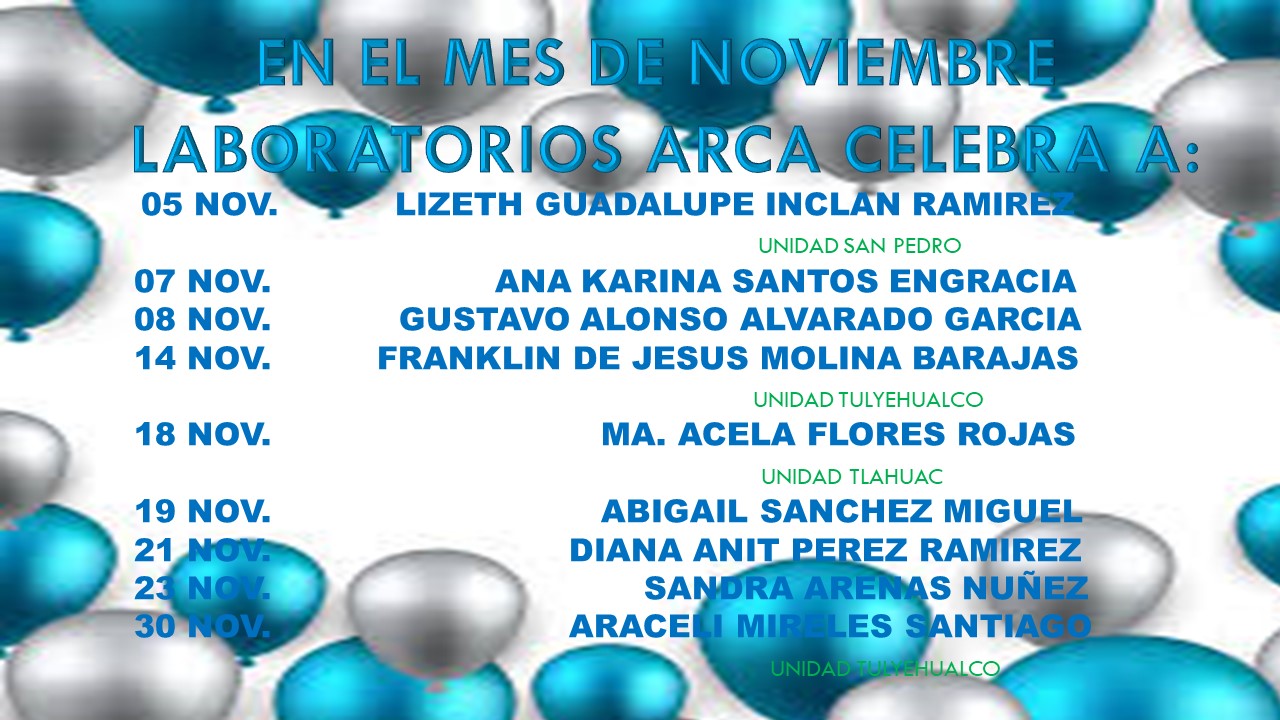 EN EL MES DE NOVIEMBRE
LABORATORIOS ARCA CELEBRA A:
05 NOV. LIZETH GUADALUPE INCLAN RAMIREZ
UNIDAD SAN PEDRO
07 NOV. ANA KARINA SANTOS ENGRACIA
08 NOV. GUSTAVO ALONSO ALVARADO GARCIA
14 NOV. FRANKLIN DE JESUS MOLINA BARAJAS
UNIDAD TULYEHUALCO
18 NOV. MA. ACELA FLORES ROJAS
UNIDAD TLAHUAC
19 NOV. ABIGAIL SANCHEZ MIGUEL
21 NOV. DIANA ANIT PEREZ RAMIREZ
23 NOV. SANDRA ARENAS NUÑEZ
30 NOV. ARACELI MIRELES SANTIAGO
UNIDAD TULYEHUALCO